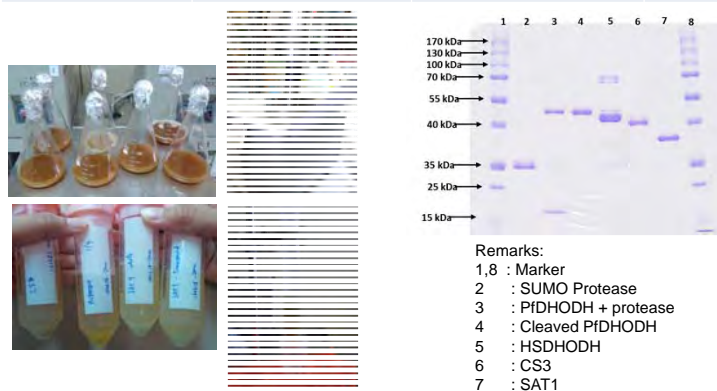 1 2 3 4 5 6 7 8
170 kDa
130 kDa
100 kDa
70 kDa
55 kDa
40 kDa
35 kDa
25 kDa
15 kDa
Remarks:
1,8 : Marker
2 : SUMO Protease
3 : PfDHODH + protease
4 : Cleaved PfDHODH
5 : HSDHODH
6 : CS3
7 : SAT1